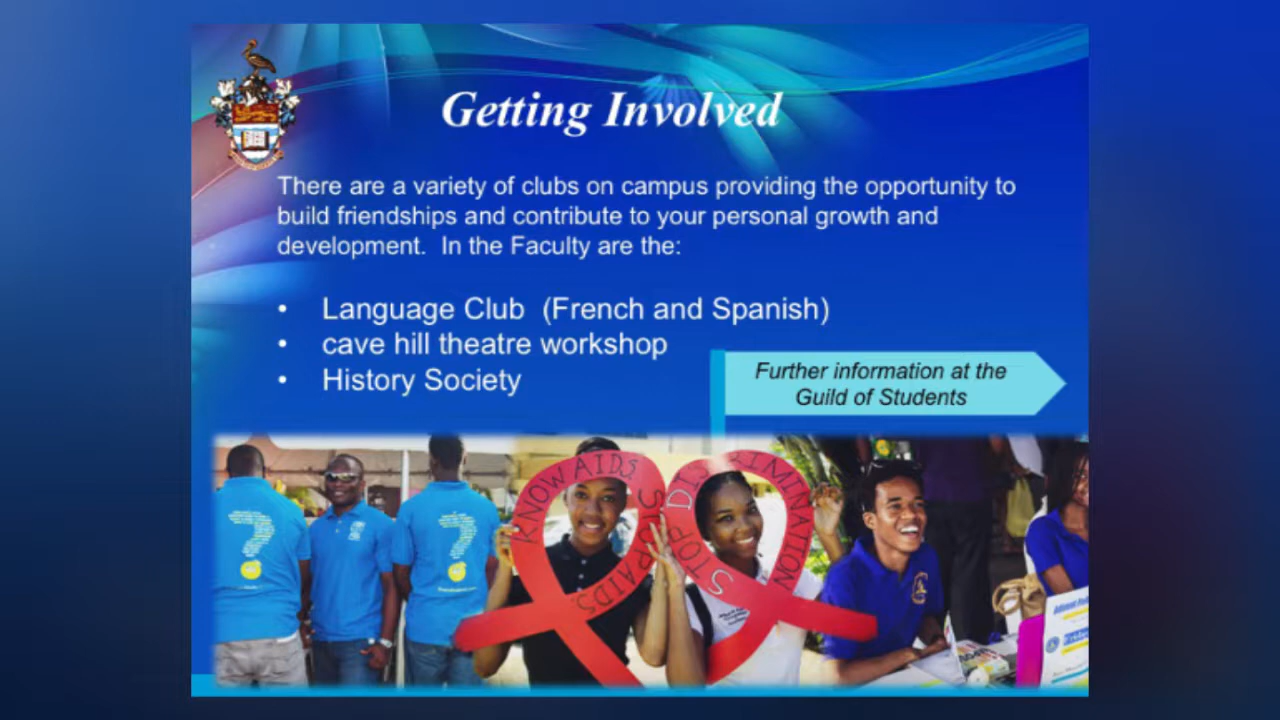 Getting Involved
There are a variety of clubs on campus providing the opportunity to
build friendships and contribute to your personal growth and
development. In the Faculty are the:
• Language Club (French and Spanish)
• cave hill theatre workshop
• History Society
Further information at the
Guild of Students
KNOW AIDS
STOP AIDS.
STOP DISCRIMINATION